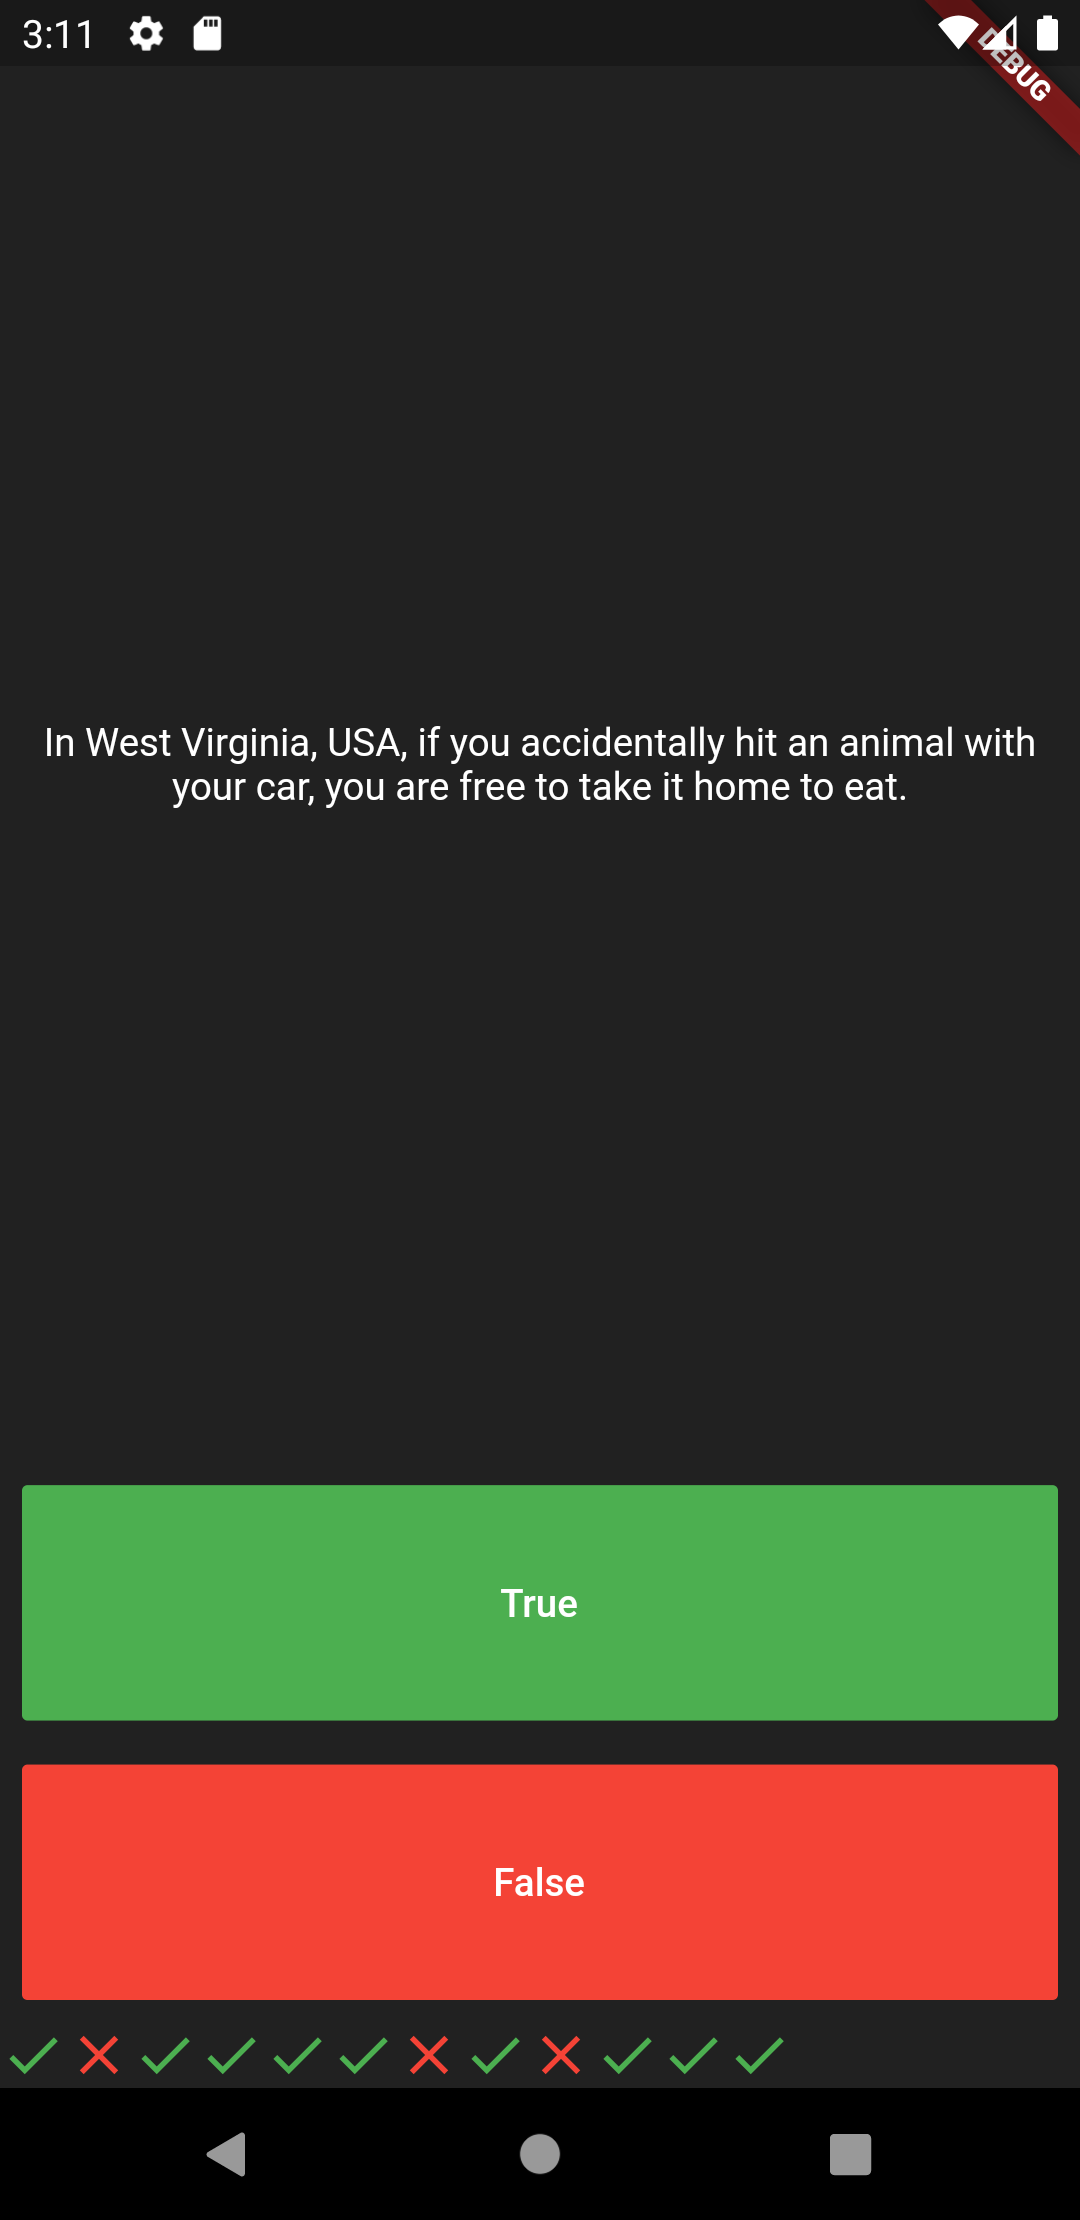 3:11
DEBUG
In West Virginia, USA, if you accidentally hit an animal with
your car, you are free to take it home to eat.
True
False